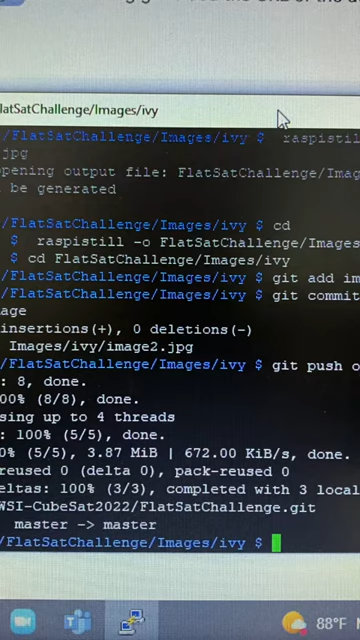 latSatChallenge/Images/ivy
/FlatSatChallenge/Images/ivy $ raspistill
jpg
opening output file: FlatSatChallenge/Imag
be generated
/FlatSatChallenge/Images/ivy $ cd
$ raspistill -o FlatSatChallenge/Images
$ cd FlatSatChallenge/Images/ivy
/FlatSatChallenge/Images/ivy $ git add im
/FlatSatChallenge/Images/ivy $ git commit
age
insertions(+), 0 deletions(-)
Images/ivy/image2.jpg
/FlatSatChallenge/Images/ivy $ git push o
: 8, done.
00% (8/8), done.
sing up to 4 threads
: 100% (5/5), done.
0% (5/5), 3.87 MiB | 672.00 KiB/s, done.
reused 0 (delta 0), pack-reused 0
eltas: 100% (3/3), completed with 3 local
WSI-CubeSat2022/FlatSatChallenge.git
master -> master
/FlatSatChallenge/Images/ivy $
88°F